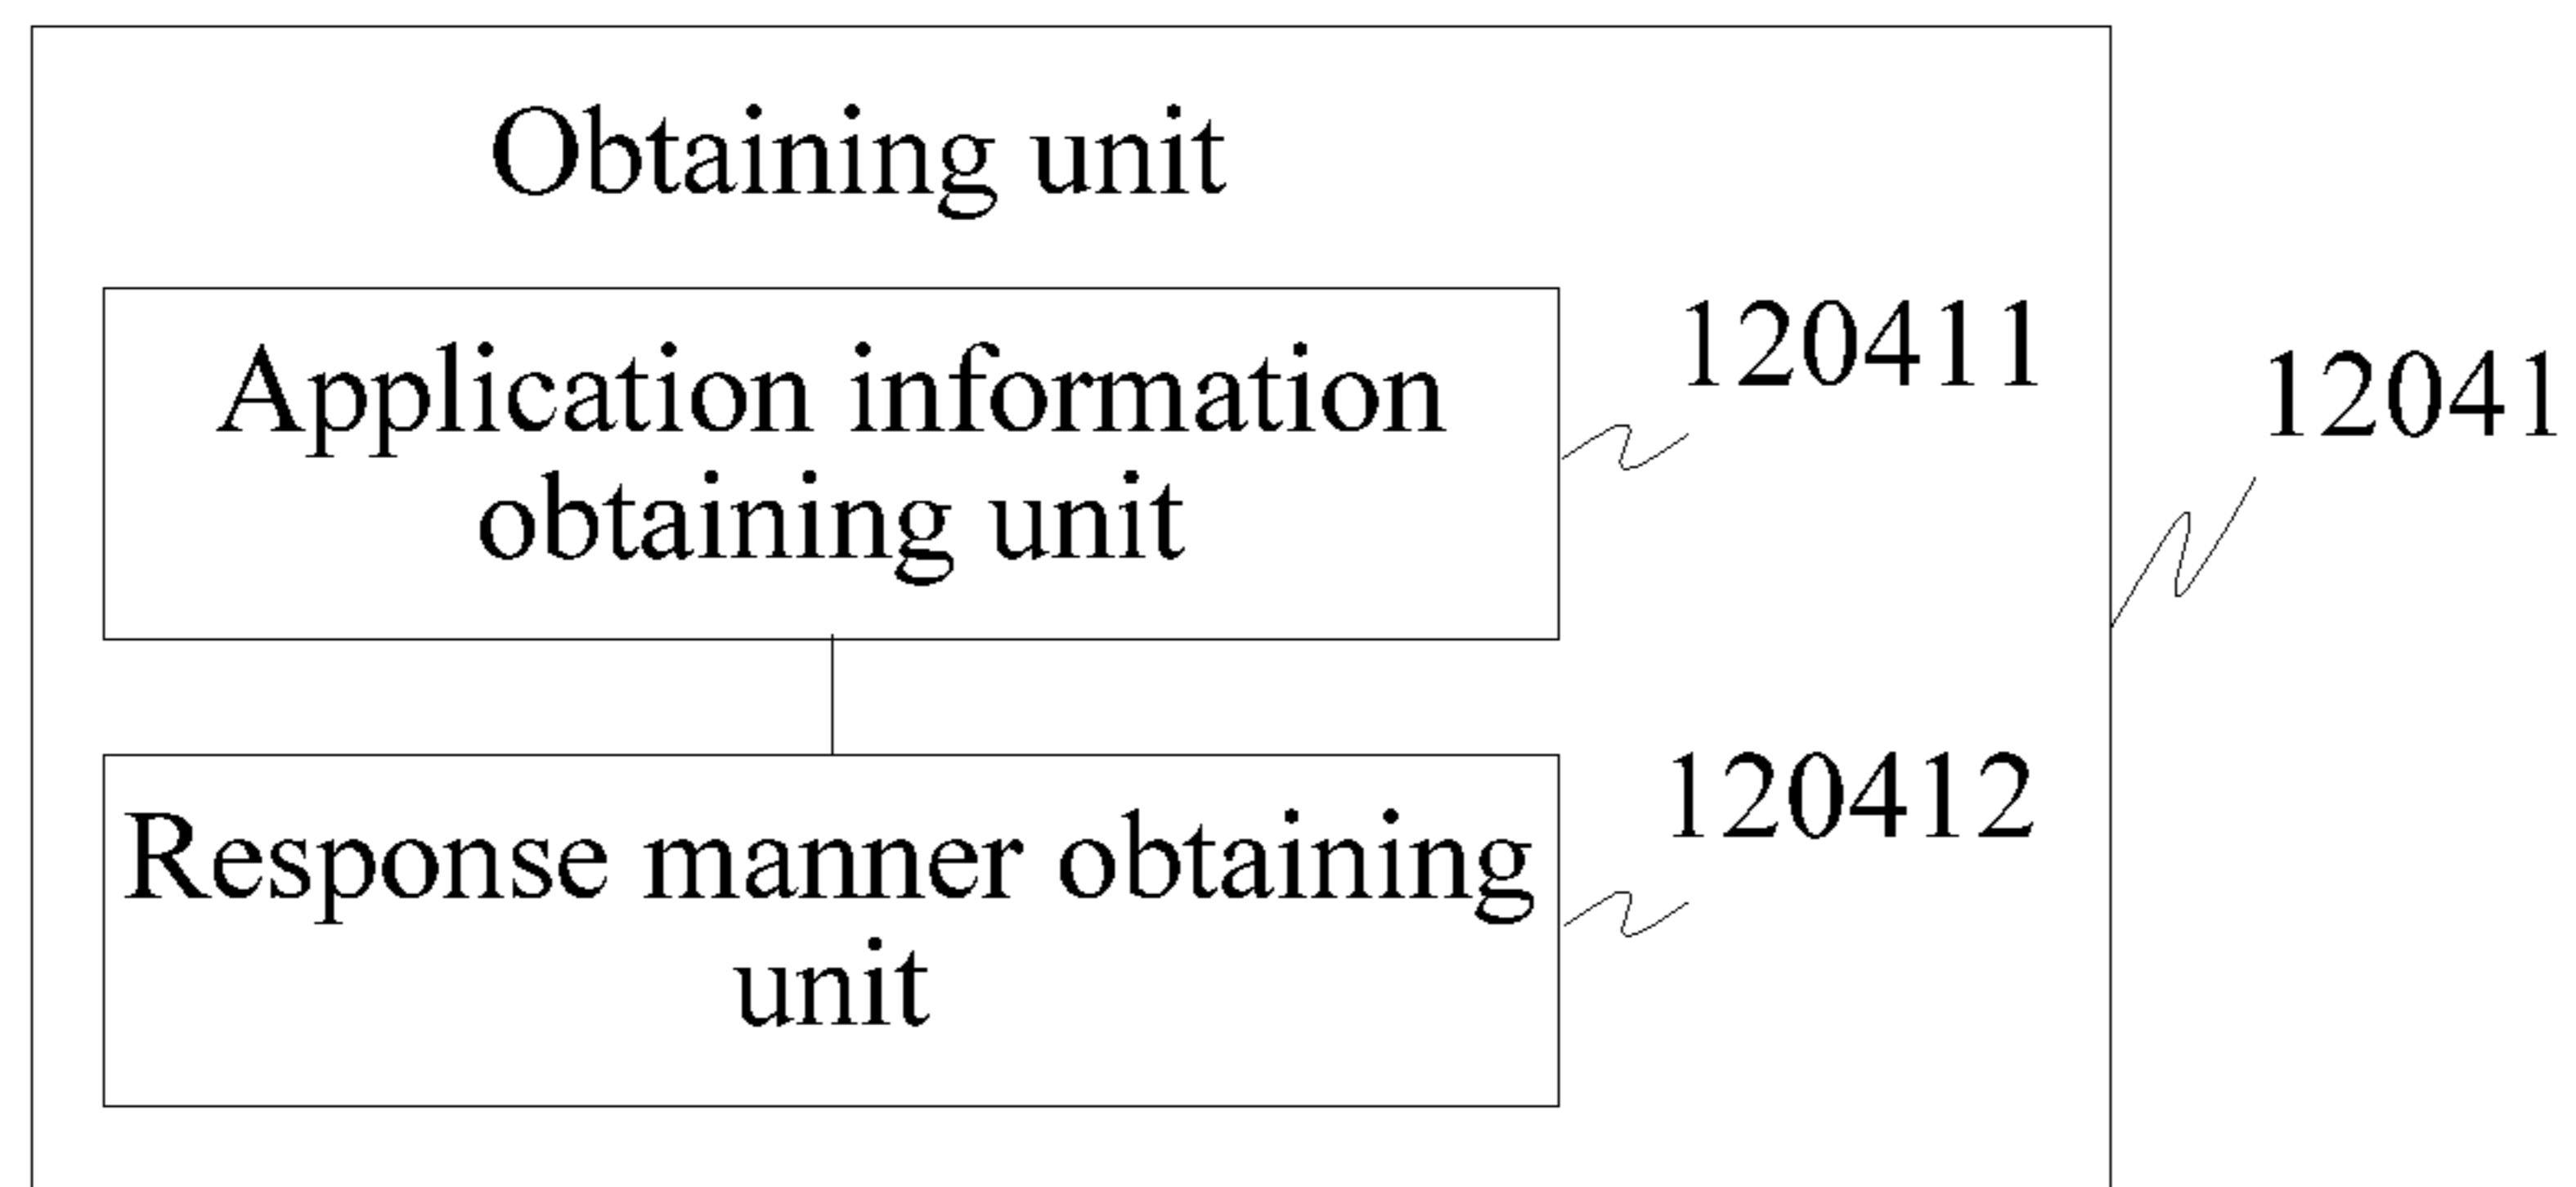 Obtaining unit
120411
Application information
obtaining unit
12041
120412
Response manner obtaining
unit